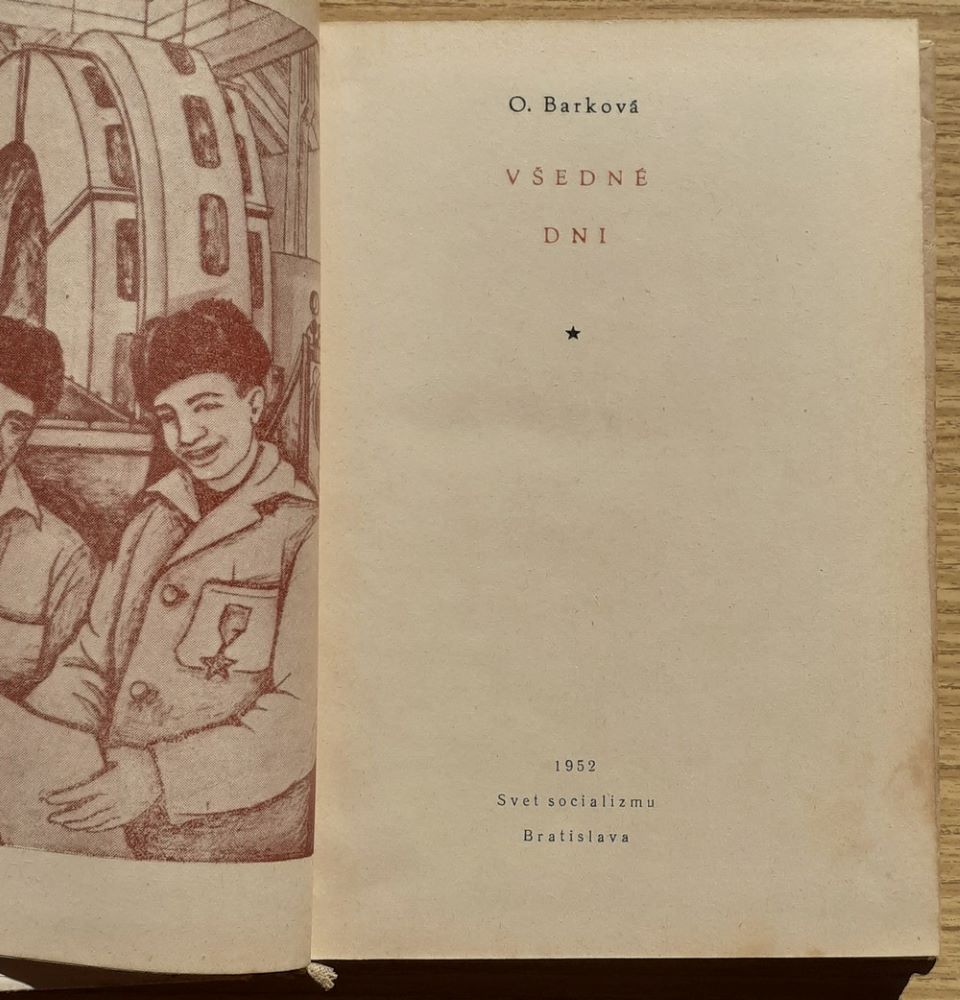 O. Barková
VŠEDNÉ
DNI
1952
Svet socializmu
Bratislava